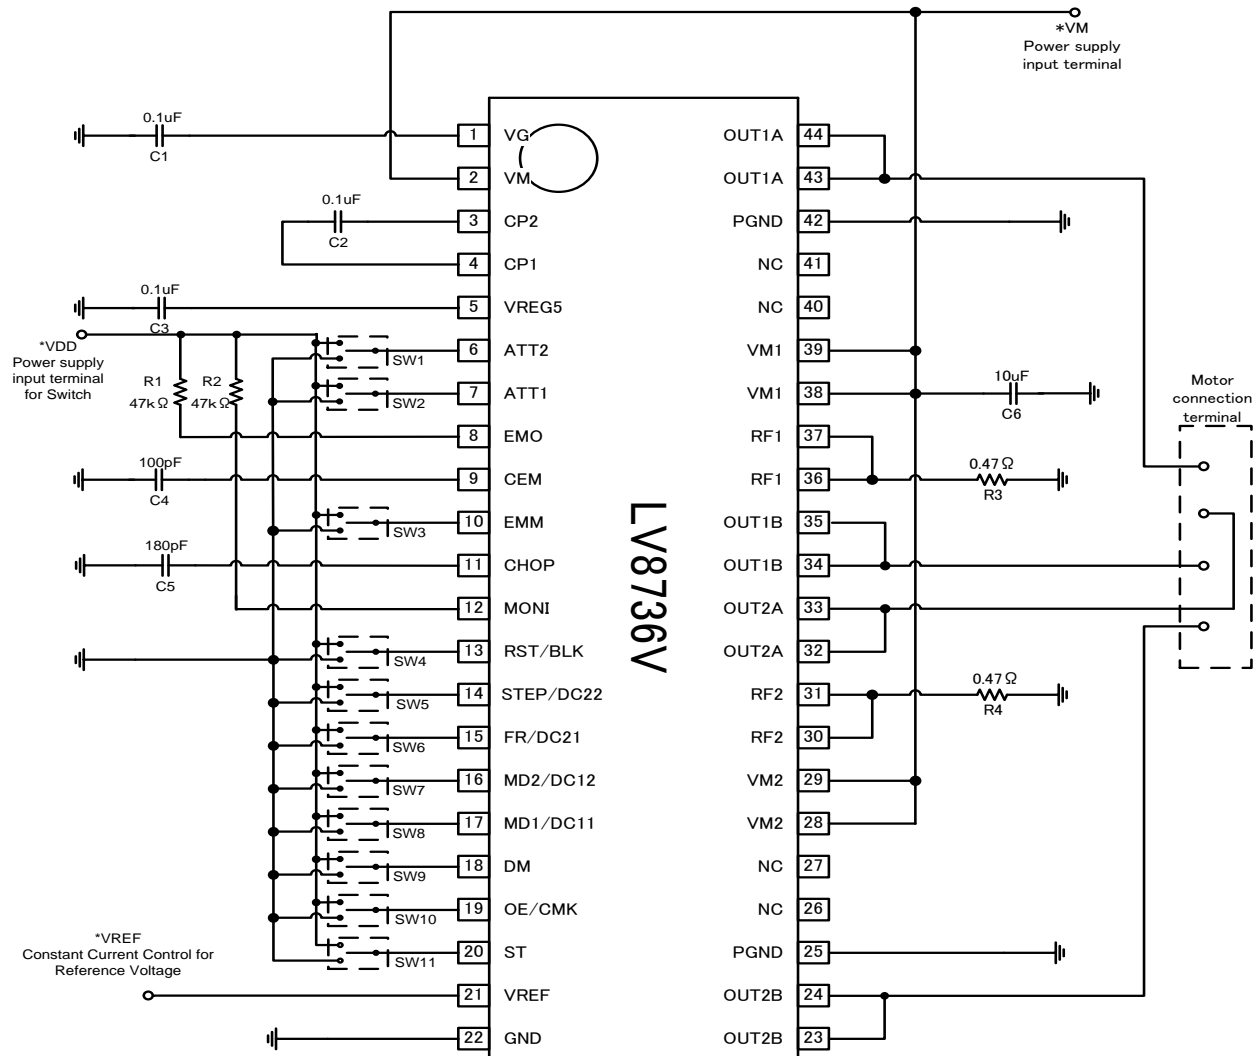 *VM
Power supply
input terminal
0.1uF
C1
1 VG
2 VM
0.1uF
C2
3 CP2
4 CP1
0.1uF
C3
5 VREG5
*VDD
Power supply
input terminal
for Switch
R1
47kΩ
R2
47kΩ
SW1
6 ATT2
SW2
7 ATT1
8 EMO
100pF
C4
9 CEM
SW3
10 EMM
180pF
C5
11 CHOP
12 MONI
SW4
13 RST/BLK
SW5
14 STEP/DC22
SW6
15 FR/DC21
SW7
16 MD2/DC12
SW8
17 MD1/DC11
SW9
18 DM
SW10
19 OE/CMK
SW11
20 ST
*VREF
Constant Current Control for
Reference Voltage
21 VREF
22 GND
LV8736V
OUT1A 44
OUT1A 43
PGND 42
NC 41
NC 40
VM1 39
VM1 38
10uF
C6
RF1 37
RF1 36
0.47Ω
R3
OUT1B 35
OUT1B 34
OUT2A 33
OUT2A 32
RF2 31
0.47Ω
R4
RF2 30
VM2 29
VM2 28
NC 27
NC 26
PGND 25
OUT2B 24
OUT2B 23
Motor
connection
terminal